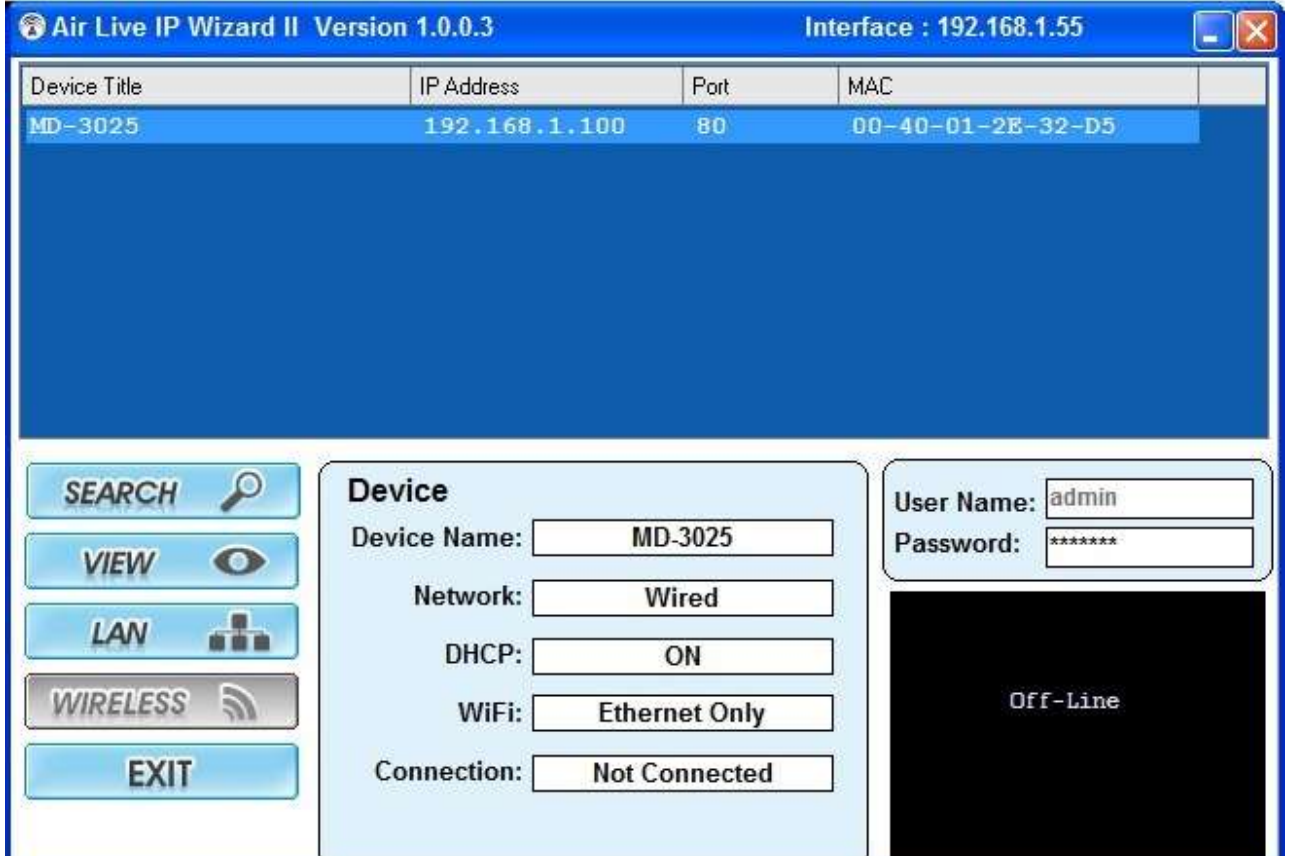 Air Live IP Wizard II Version 1.0.0.3 Interface : 192.168.1.55
Device Title IP Address Port MAC
MD-3025 192.168.1.100 80 00-40-01-2E-32-D5
SEARCH
VIEW
LAN
WIRELESS
EXIT
Device
Device Name: MD-3025
Network: Wired
DHCP: ON
WiFi: Ethernet Only
Connection: Not Connected
User Name: admin
Password: *******
Off-Line